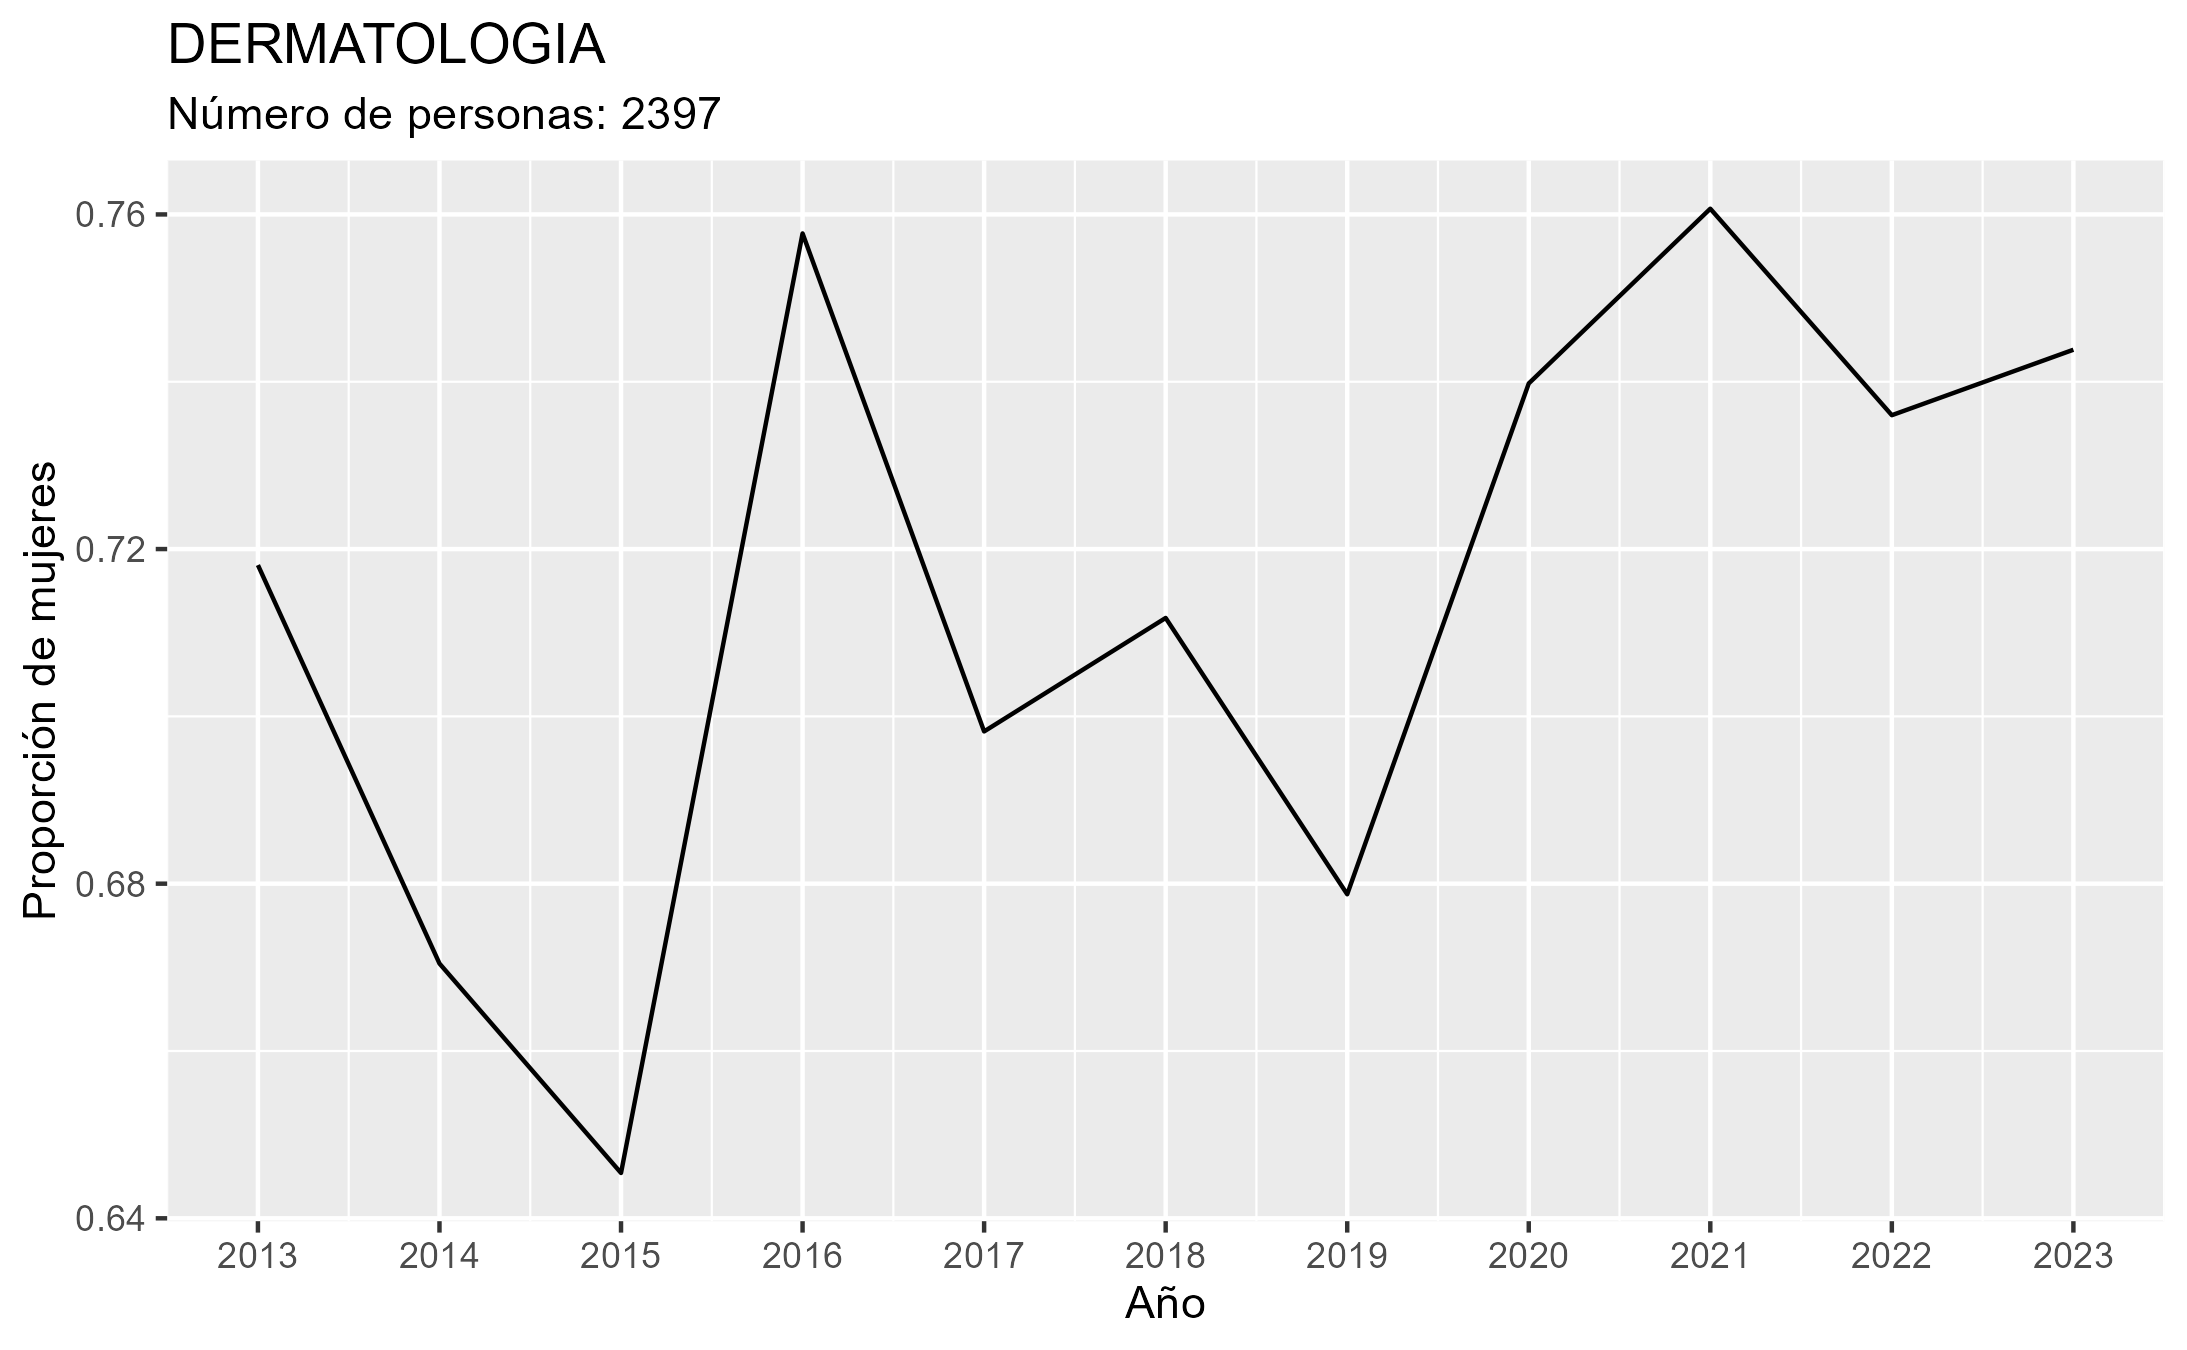 DERMATOLOGIA
Número de personas: 2397
Proporción de mujeres
0.76
0.72
0.68
0.64
2013 2014 2015 2016 2017 2018 2019 2020 2021 2022 2023
Año